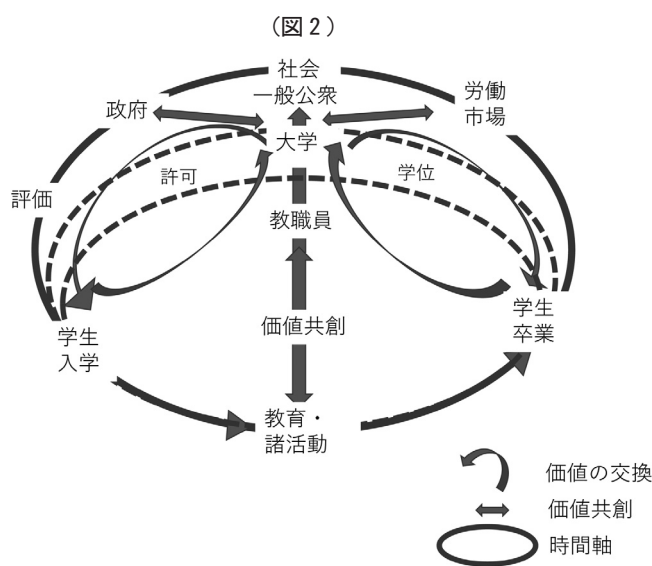 （図２）
社会
一般公衆
政府
労働
市場
大学
評価
許可
学位
教職員
価値共創
学生
入学
学生
卒業
教育・
諸活動
価値の交換
価値共創
時間軸